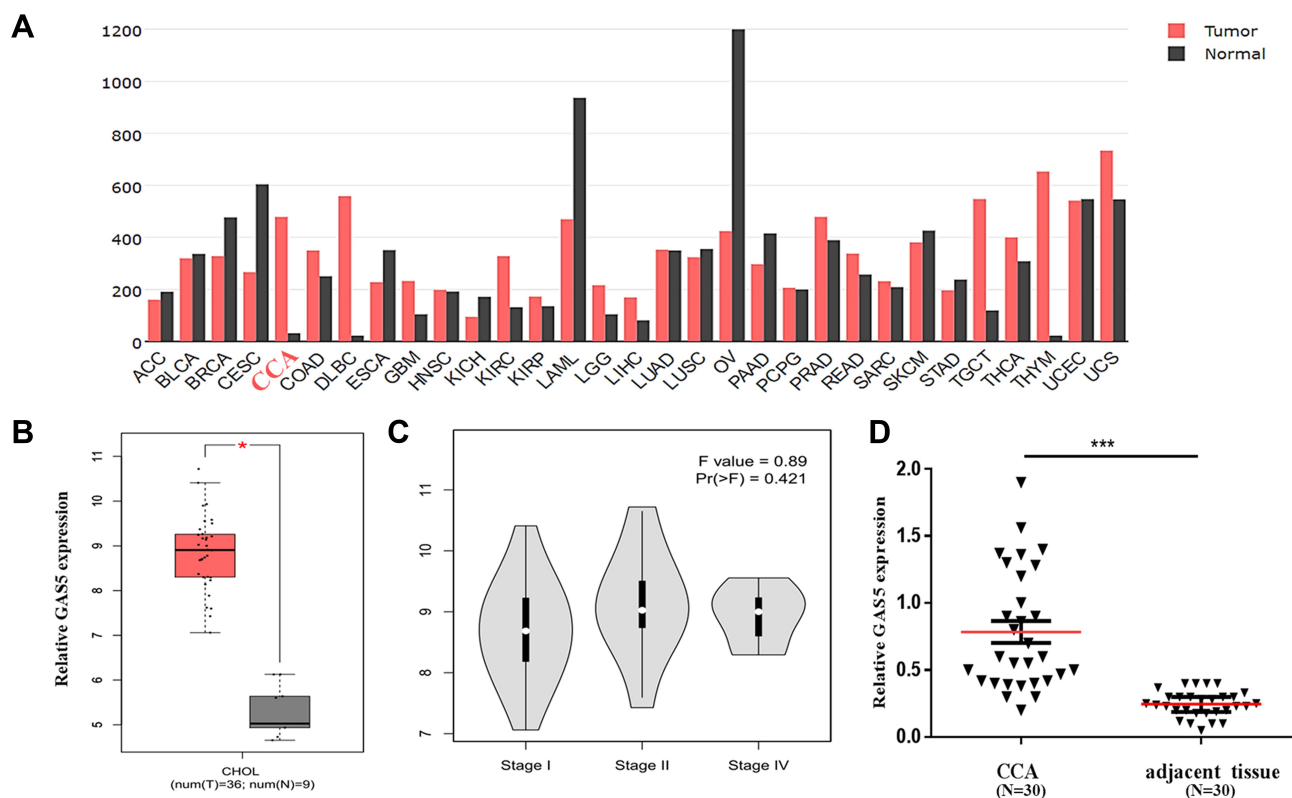 A
1200
1000
800
600
400
200
0
Tumor
Normal
ACC BLCA BRCA CESC CCA COAD DLBC ESCA GBM HNSC KICH KIRC KIRP LAML LGG LIHC LUAD LUSC OV PAAD PCPG PRAD READ SARC SKCM STAD TGCT THCA THYM UCEC UCS
B
Relative GAS5 expression
11
10
9
8
7
6
5
*
CHOL
(num(T)=36; num(N)=9)
C
F value = 0.89
Pr(>F) = 0.421
11
10
9
8
7
Stage I Stage II Stage IV
D
***
Relative GAS5 expression
2.0
1.5
1.0
0.5
0.0
CCA adjacent tissue
(N=30) (N=30)